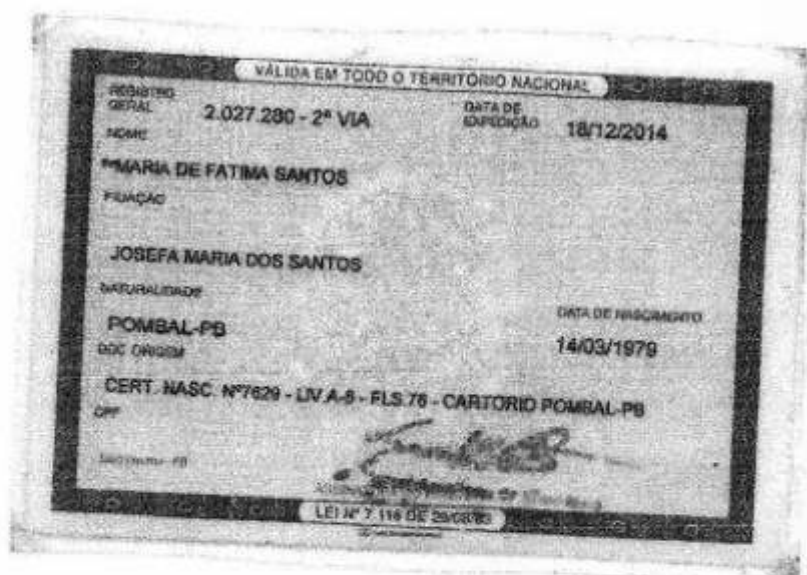 VÁLIDA EM TODO O TERRITÓRIO NACIONAL
REGISTRO GERAL 2.027.280 - 2ª VIA DATA DE EXPEDIÇÃO 18/12/2014
NOME
**MARIA DE FATIMA SANTOS
FILIAÇÃO
JOSEFA MARIA DOS SANTOS
NATURALIDADE DATA DE NASCIMENTO
POMBAL-PB 14/03/1979
DOC ORIGEM
CERT. NASC. Nº7629 - LIV.A-8 - FLS.76 - CARTORIO POMBAL-PB
CPF
LEI Nº 7.116 DE 29/08/83